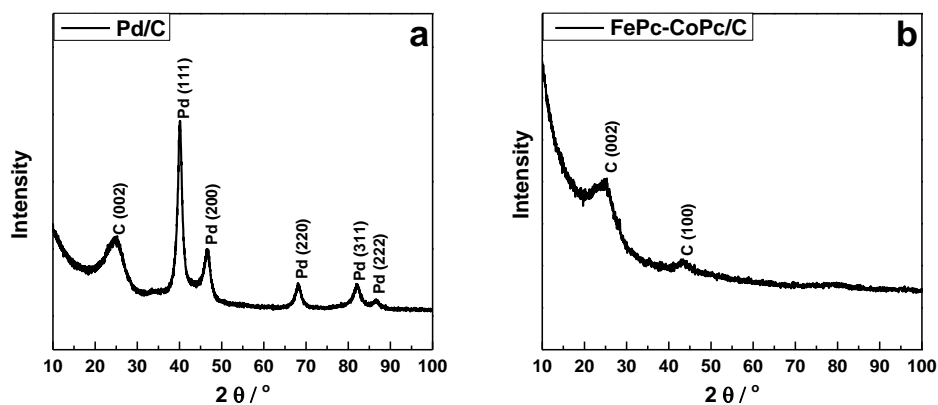 Pd/C
a
Intensity
C (002)
Pd (111)
Pd (200)
Pd (220)
Pd (311)
Pd (222)
10 20 30 40 50 60 70 80 90 100
2 θ / °
FePc-CoPc/C
b
Intensity
C (002)
C (100)
10 20 30 40 50 60 70 80 90 100
2 θ / °